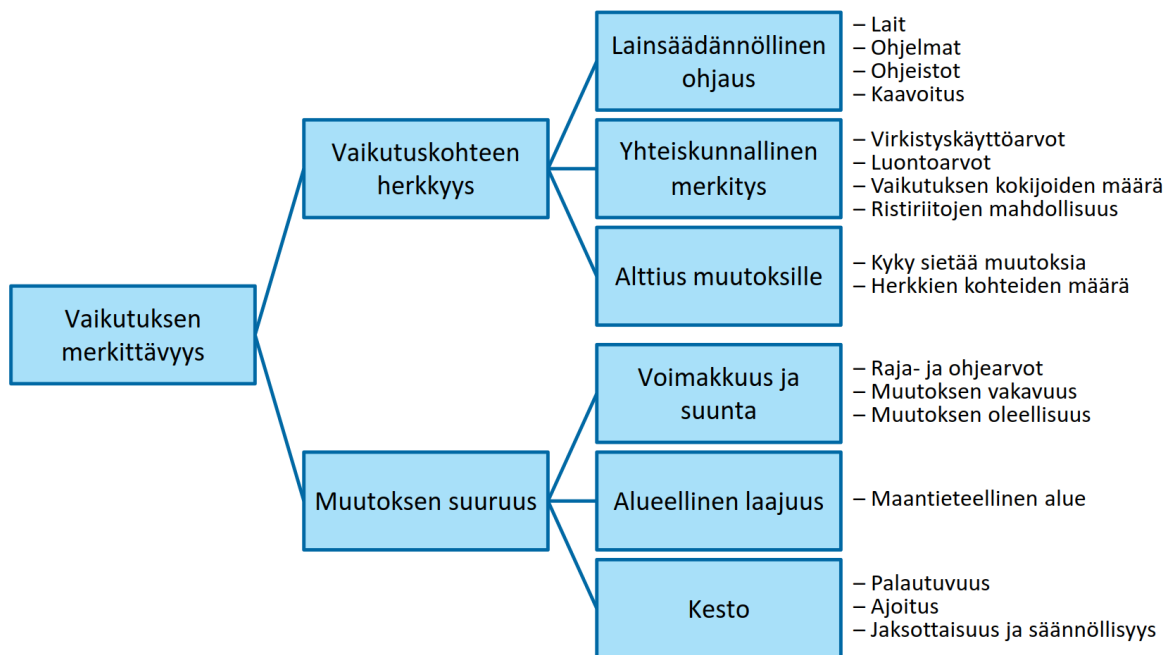 Vaikutuksen
merkittävyys
Vaikutuskohteen
herkkyys
Lainsäädännöllinen
ohjaus
– Lait
– Ohjelmat
– Ohjeistot
– Kaavoitus
Yhteiskunnallinen
merkitys
– Virkistyskäyttöarvot
– Luontoarvot
– Vaikutuksen kokijoiden määrä
– Ristiriitojen mahdollisuus
Alttius muutoksille
– Kyky sietää muutoksia
– Herkkien kohteiden määrä
Muutoksen suuruus
Voimakkuus ja
suunta
– Raja- ja ohjearvot
– Muutoksen vakavuus
– Muutoksen oleellisuus
Alueellinen laajuus
– Maantieteellinen alue
Kesto
– Palautuvuus
– Ajoitus
– Jaksottaisuus ja säännöllisyys